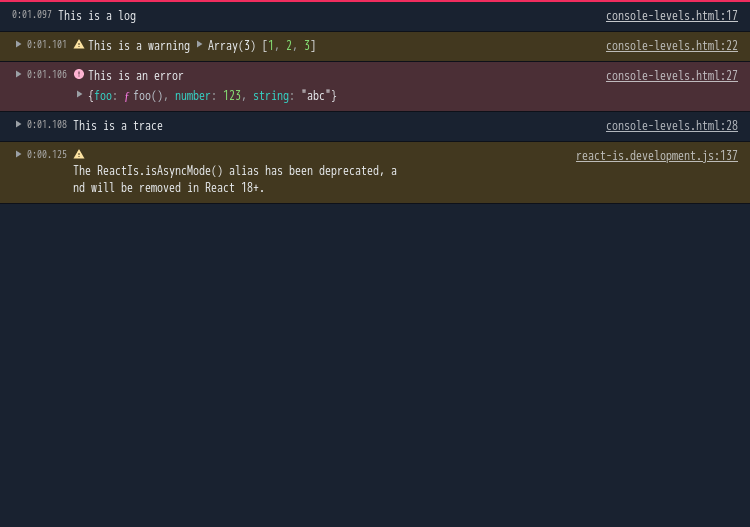 0:01.097 This is a log console-levels.html:17
0:01.101 This is a warning Array(3) [1, 2, 3] console-levels.html:22
0:01.106 This is an error console-levels.html:27
{foo: ƒ foo(), number: 123, string: "abc"}
0:01.108 This is a trace console-levels.html:28
0:00.125 react-is.development.js:137
The ReactIs.isAsyncMode() alias has been deprecated, a
nd will be removed in React 18+.